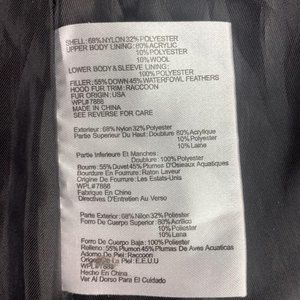 SHELL: 68%NYLON 32% POLYESTER
UPPER BODY LINING: 80%ACRYLIC
10% POLYESTER
10% WOOL
LOWER BODY & SLEEVE LINING:
100% POLYESTER
FILLER: 55% DOWN 45% WATERFOWL FEATHERS
HOOD FUR TRIM: RACCOON
FUR ORIGIN: USA
WPL# 7888
MADE IN CHINA
SEE REVERSE FOR CARE
Exterieur: 68% Nylon 32% Polyester
Partie Superieur Du Haut: Doublure 80% Acrylique
10% Polyester
10% Laine
Partie Inferieure Et Manches
Doublure: 100% Polyester
Bourre: 55% Duvet 45% Plumes D'Oiseaux Aquatiques
Bourdure En Fourrure: Raton Laveur
Origine De Fourrure: Les Etats-Unis
WPL# 7888
Fabrique En Chine
Directives D'Entretien Au Verso
Parte Exterior: 68% Nilon 32% Poliester
Forro De Cuerpo Superior: 80% Acrilico
10% Poliester
10% Lana
Forro De Cuerpo Bajo: 100% Poliester
Relleno: 55% Plumon 45% Plumas De Aves Acuaticas
Adorno De Piel: Raccoon
Origen De La Piel: E.E.U.U
WPL# 7888
Hecho En China
Ver Al Dorso Para El Cuidado